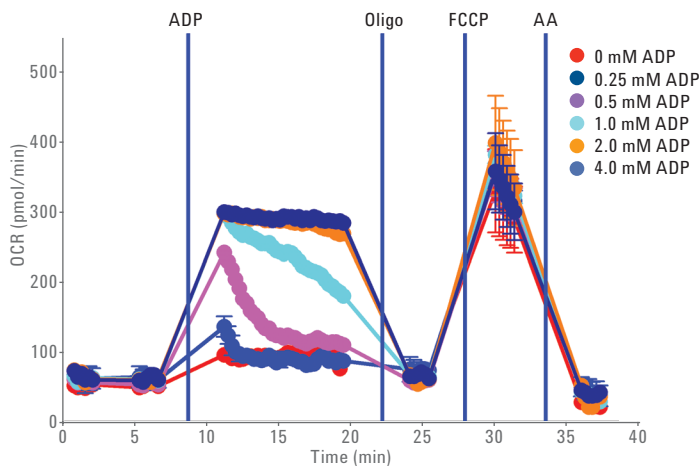 ADP Oligo FCCP AA
500
400
300
200
100
0
OCR (pmol/min)
0 5 10 15 20 25 30 35 40
Time (min)
0 mM ADP
0.25 mM ADP
0.5 mM ADP
1.0 mM ADP
2.0 mM ADP
4.0 mM ADP